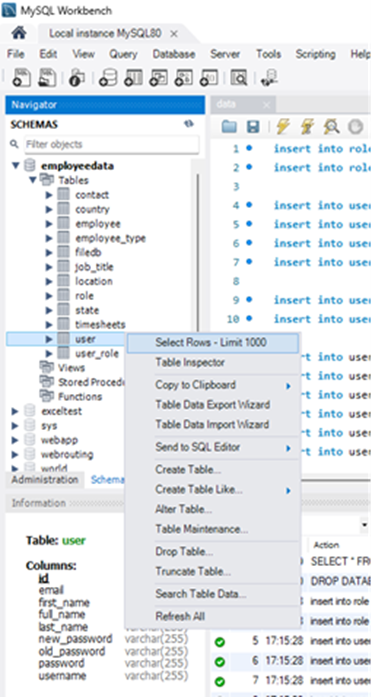 MySQL Workbench
Local instance MySQL80
File Edit View Query Database Server Tools Scripting Help
Navigator
data
SCHEMAS
Filter objects
employeedata
Tables
contact
country
employee
employee_type
filedb
job_title
location
role
state
timesheets
user
user_role
Views
Stored Procedu
Functions
exceltest
sys
webapp
webrouting
world
Administration Schema
1 insert into role
2 insert into role
3
4 insert into user
5 insert into user
6 insert into user
7 insert into user
8
9 insert into user
10 insert into user
insert into user
insert into user
insert into user
insert into user
insert into user
insert into user
Select Rows - Limit 1000
Table Inspector
Copy to Clipboard
Table Data Export Wizard
Table Data Import Wizard
Send to SQL Editor
Create Table...
Create Table Like...
Alter Table...
Table Maintenance...
Drop Table...
Truncate Table...
Search Table Data...
Refresh All
Information
Table: user
Columns:
id
email
first_name
full_name
last_name varchar(255)
new_password varchar(255)
old_password varchar(255)
password varchar(255)
username varchar(255)
Action
SELECT * FRO
DROP DATAB
insert into role
insert into role
5 17:15:28 insert into user
6 17:15:28 insert into user
7 17:15:28 insert into user